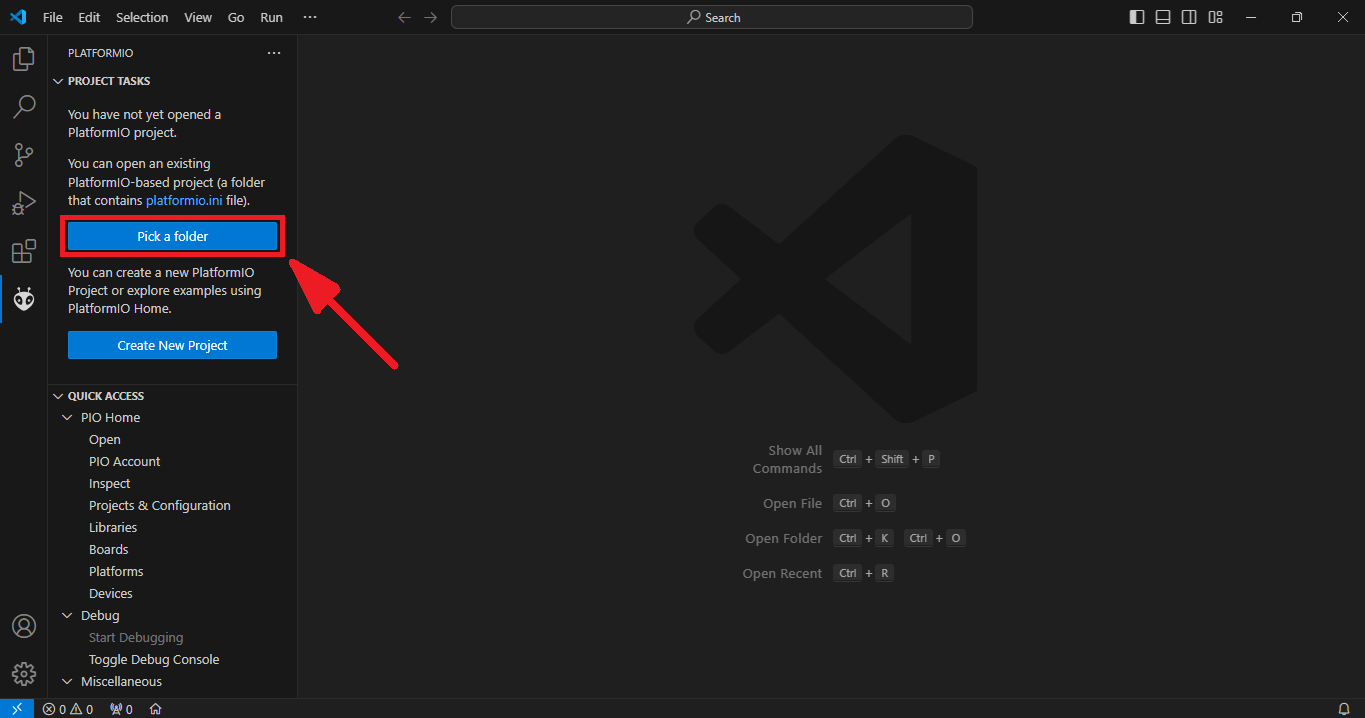 File Edit Selection View Go Run ···
Search
PLATFORMIO ···
PROJECT TASKS
You have not yet opened a
PlatformIO project.
You can open an existing
PlatformIO-based project (a folder
that contains platformio.ini file).
Pick a folder
You can create a new PlatformIO
Project or explore examples using
PlatformIO Home.
Create New Project
QUICK ACCESS
PIO Home
Open
PIO Account
Inspect
Projects & Configuration
Libraries
Boards
Platforms
Devices
Debug
Start Debugging
Toggle Debug Console
Miscellaneous
Show All
Commands
Ctrl + Shift + P
Open File Ctrl + O
Open Folder Ctrl + K Ctrl + O
Open Recent Ctrl + R
0 0 0